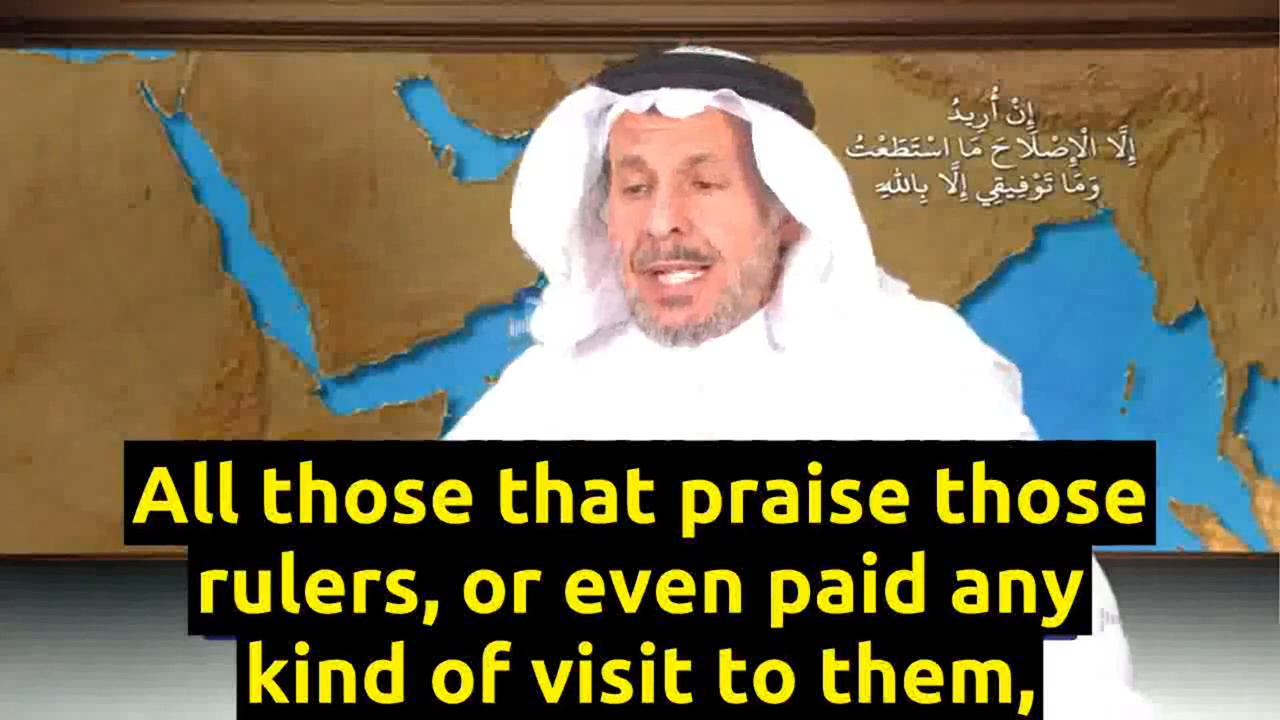 إِنْ أُرِيدُ
إِلَّا الْإِصْلَاحَ مَا اسْتَطَعْتُ
وَمَا تَوْفِيقِي إِلَّا بِاللَّهِ
All those that praise those
rulers, or even paid any
kind of visit to them,